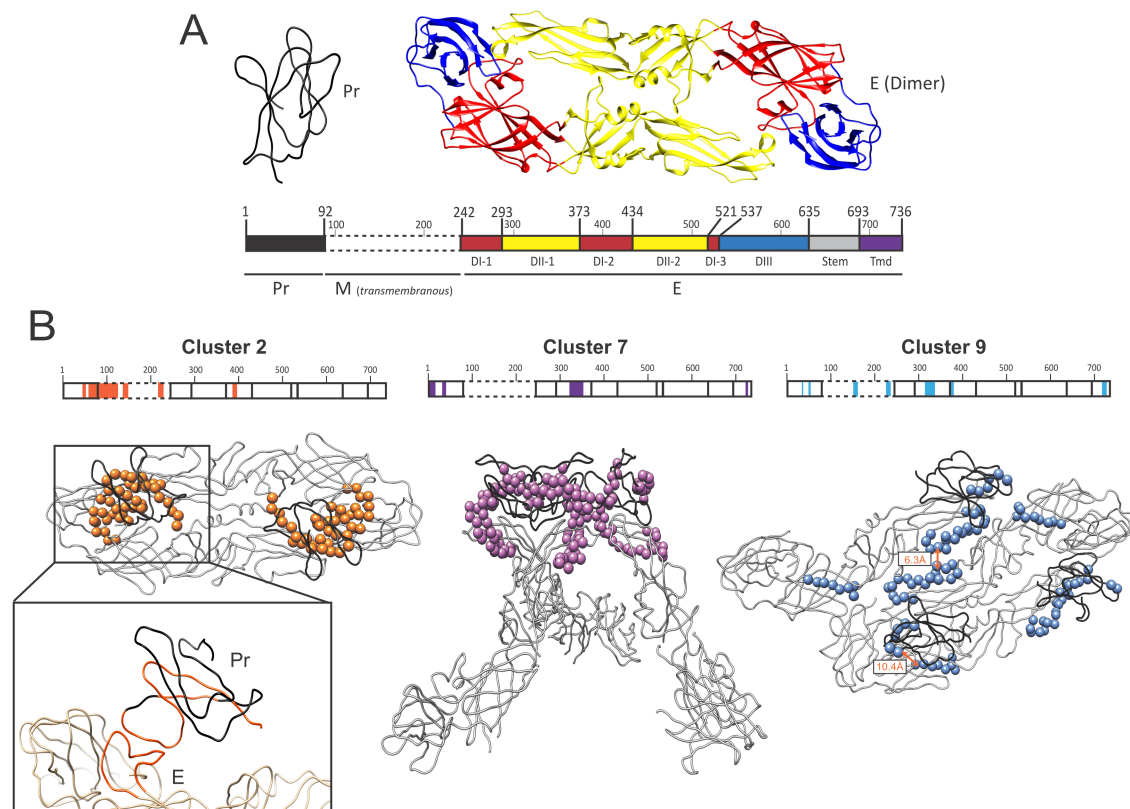 A
Pr
E (Dimer)
1 92 242 293 373 434 521 537 635 693 736
100 200 300 400 500 600 700
DI-1 DII-1 DI-2 DII-2 DI-3 DIII Stem Tmd
Pr M (transmembranous) E
B
Cluster 2 Cluster 7 Cluster 9
1 100 200 300 400 500 600 700 1 100 200 300 400 500 600 700 1 100 200 300 400 500 600 700
6.3Å
10.4Å
Pr
E